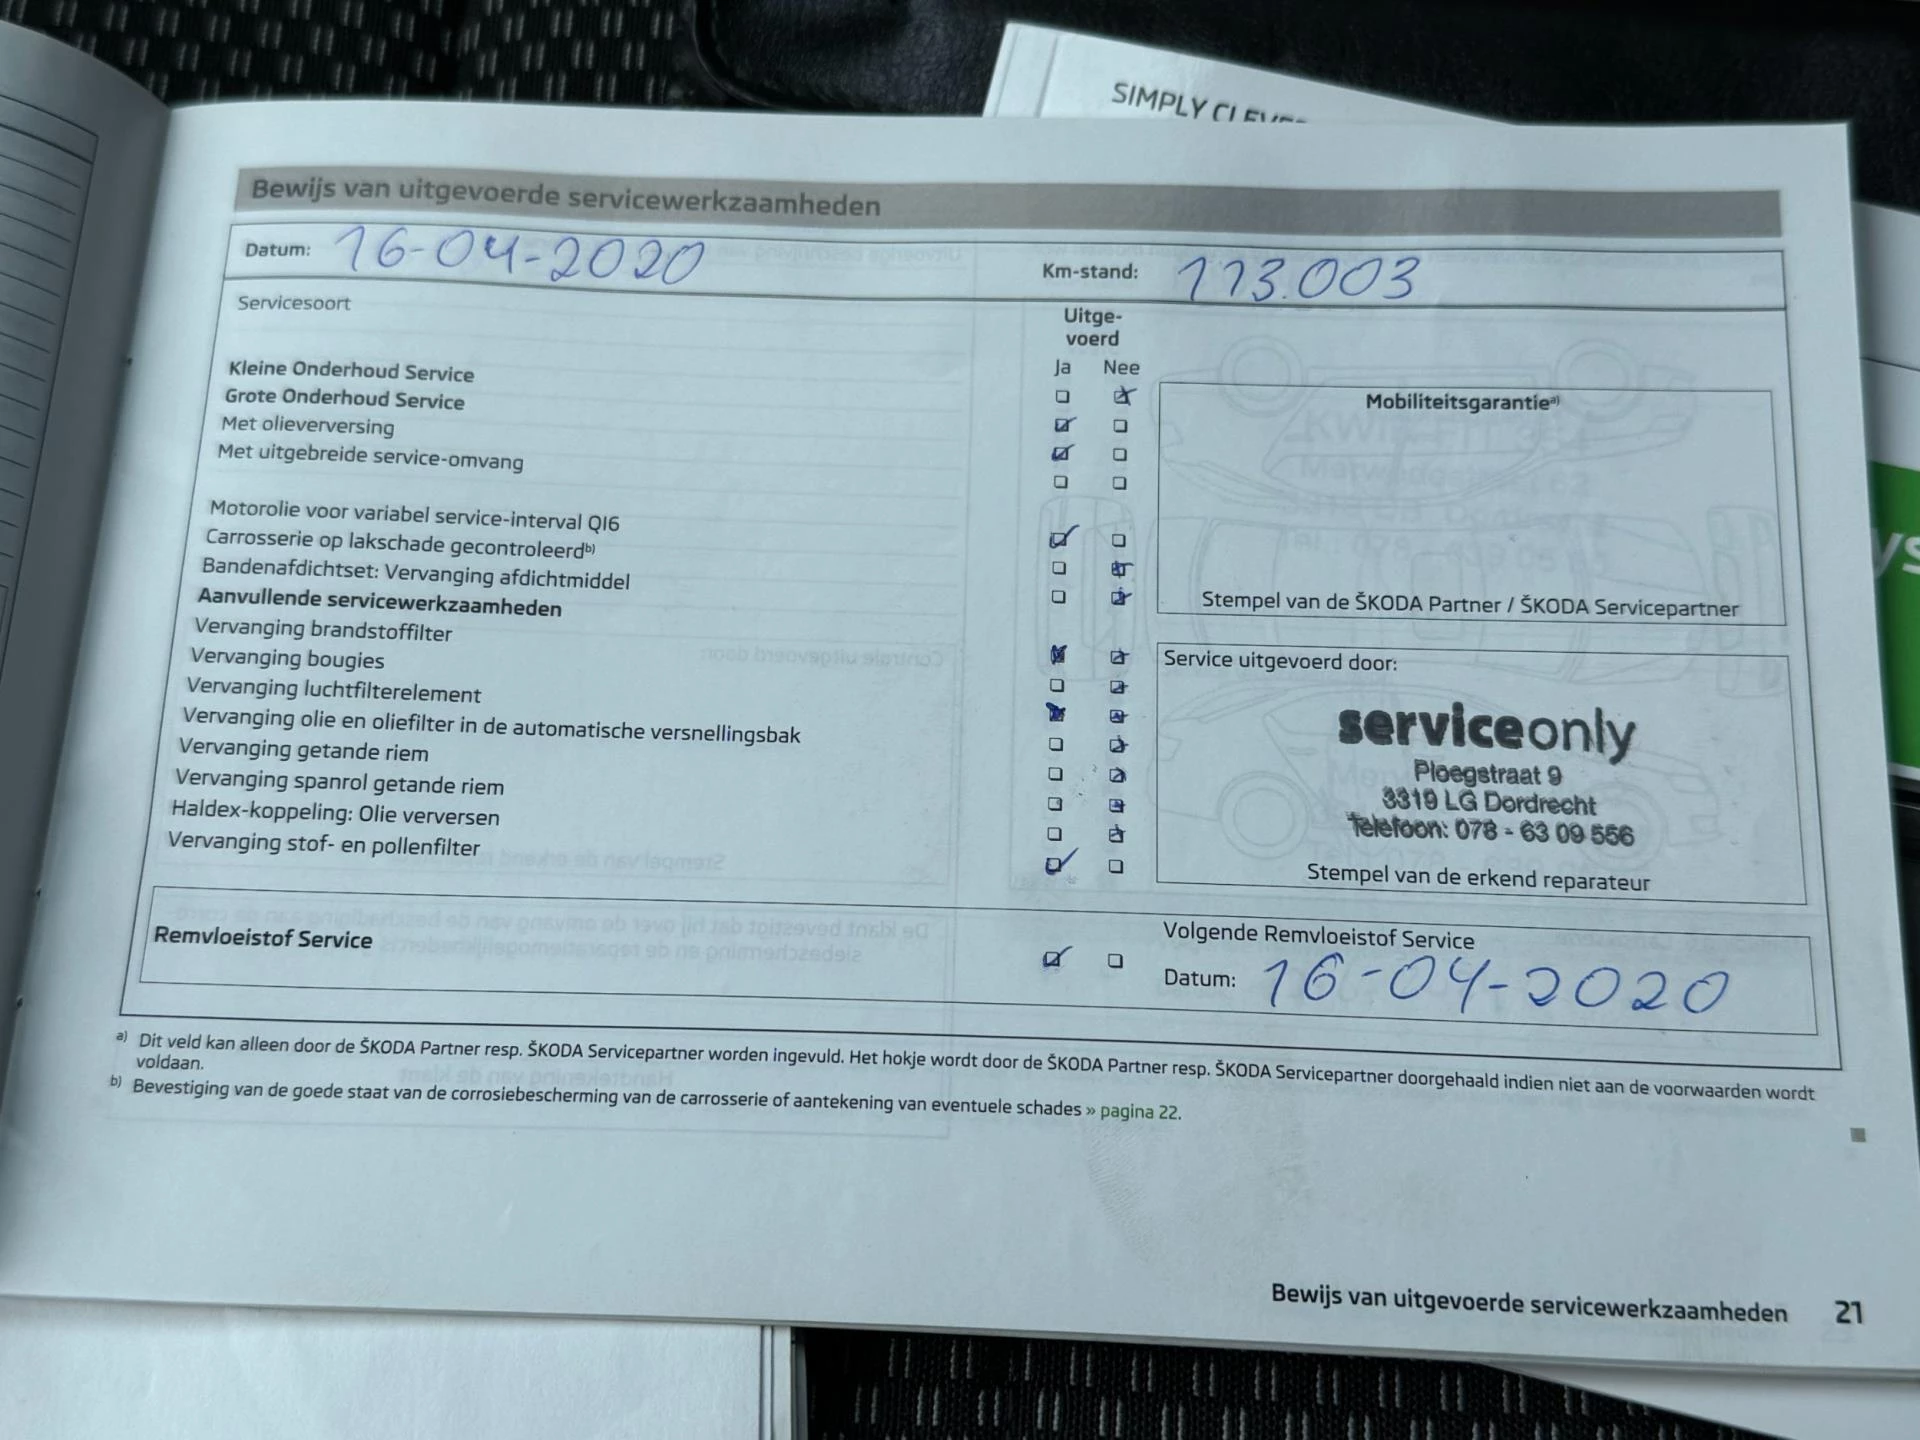 SIMPLY CLEVER
Bewijs van uitgevoerde servicewerkzaamheden
Datum: 16-04-2020
Km-stand: 113.003
Servicesoort
Uitge-
voerd
Ja Nee
Kleine Onderhoud Service
Grote Onderhoud Service
Met olieverversing
Met uitgebreide service-omvang
Motorolie voor variabel service-interval QI6
Carrosserie op lakschade gecontroleerd b)
Bandenafdichtset: Vervanging afdichtmiddel
Aanvullende servicewerkzaamheden
Vervanging brandstoffilter
Vervanging bougies
Vervanging luchtfilterelement
Vervanging olie en oliefilter in de automatische versnellingsbak
Vervanging getande riem
Vervanging spanrol getande riem
Haldex-koppeling: Olie verversen
Vervanging stof- en pollenfilter
Mobiliteitsgarantie a)
Stempel van de ŠKODA Partner / ŠKODA Servicepartner
Service uitgevoerd door:
serviceonly
Ploegstraat 9
3319 LG Dordrecht
Telefoon: 078 - 63 09 556
Stempel van de erkend reparateur
Remvloeistof Service
Volgende Remvloeistof Service
Datum: 16-04-2020
a) Dit veld kan alleen door de ŠKODA Partner resp. ŠKODA Servicepartner worden ingevuld. Het hokje wordt door de ŠKODA Partner resp. ŠKODA Servicepartner doorgehaald indien niet aan de voorwaarden wordt
voldaan.
b) Bevestiging van de goede staat van de corrosiebescherming van de carrosserie of aantekening van eventuele schades » pagina 22.
Bewijs van uitgevoerde servicewerkzaamheden 21